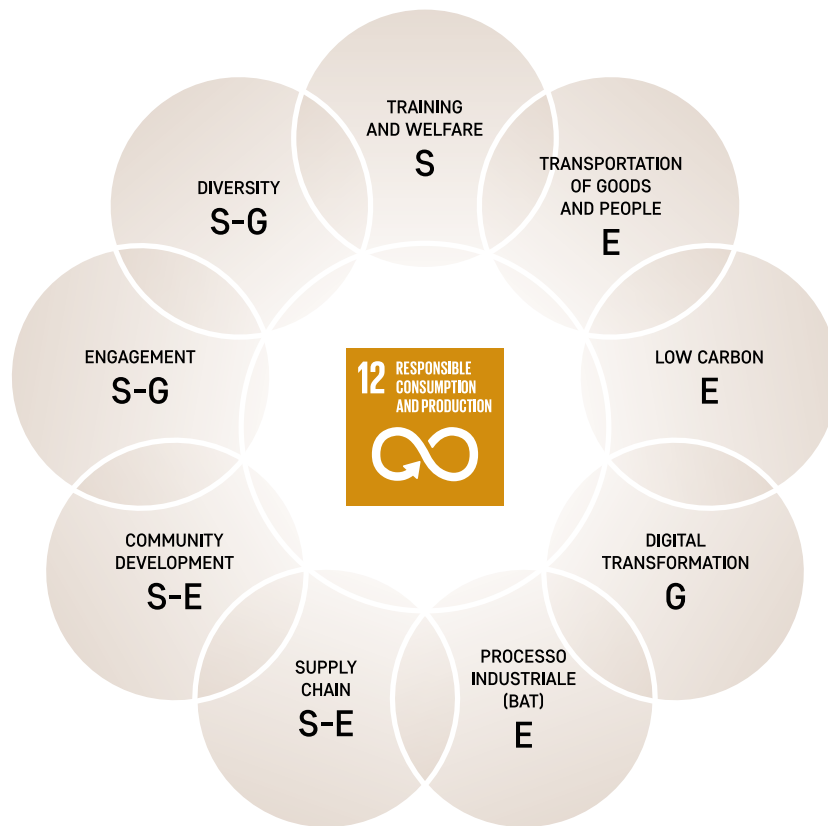 TRAINING
AND WELFARE
S
TRANSPORTATION
OF GOODS
AND PEOPLE
E
LOW CARBON
E
DIGITAL
TRANSFORMATION
G
PROCESSO
INDUSTRIALE
(BAT)
E
SUPPLY
CHAIN
S-E
COMMUNITY
DEVELOPMENT
S-E
ENGAGEMENT
S-G
DIVERSITY
S-G
12 RESPONSIBLE
CONSUMPTION
AND PRODUCTION